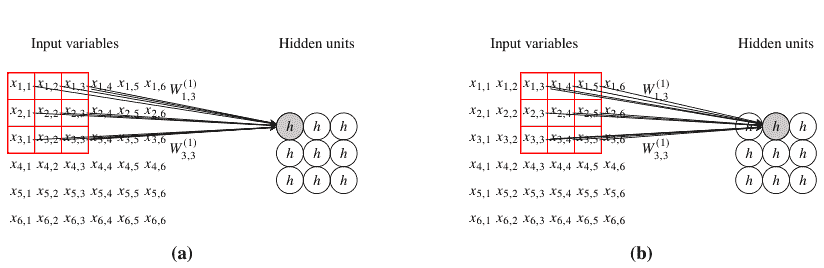 Input variables Hidden units Input variables Hidden units
x1,1 x1,2 x1,3 x1,4 x1,5 x1,6 W(1)1,3 x1,1 x1,2 x1,3 x1,4 x1,5 x1,6 W(1)1,3
x2,1 x2,2 x2,3 x2,4 x2,5 x2,6 h h h x2,1 x2,2 x2,3 x2,4 x2,5 x2,6 h h h
x3,1 x3,2 x3,3 x3,4 x3,5 x3,6 W(1)3,3 h h h x3,1 x3,2 x3,3 x3,4 x3,5 x3,6 W(1)3,3 h h h
x4,1 x4,2 x4,3 x4,4 x4,5 x4,6 h h h x4,1 x4,2 x4,3 x4,4 x4,5 x4,6 h h h
x5,1 x5,2 x5,3 x5,4 x5,5 x5,6 x5,1 x5,2 x5,3 x5,4 x5,5 x5,6
x6,1 x6,2 x6,3 x6,4 x6,5 x6,6 x6,1 x6,2 x6,3 x6,4 x6,5 x6,6
(a) (b)